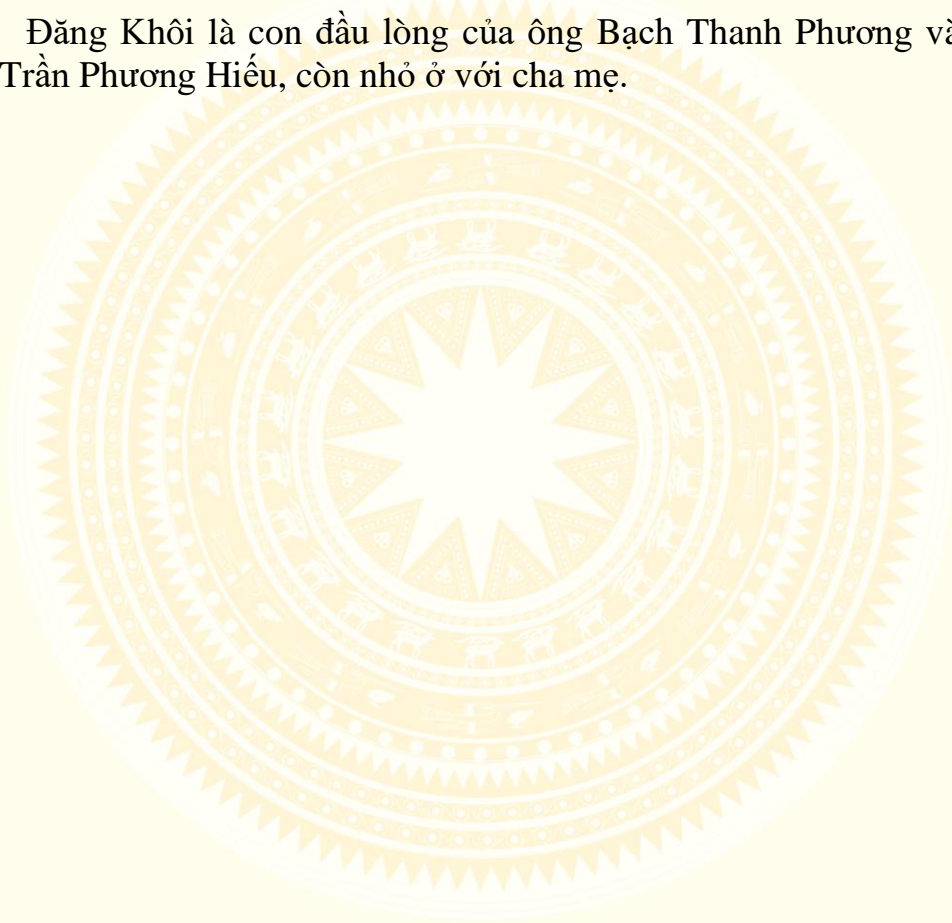 Đăng Khôi là con đầu lòng của ông Bạch Thanh Phương và
Trần Phương Hiếu, còn nhỏ ở với cha mẹ.